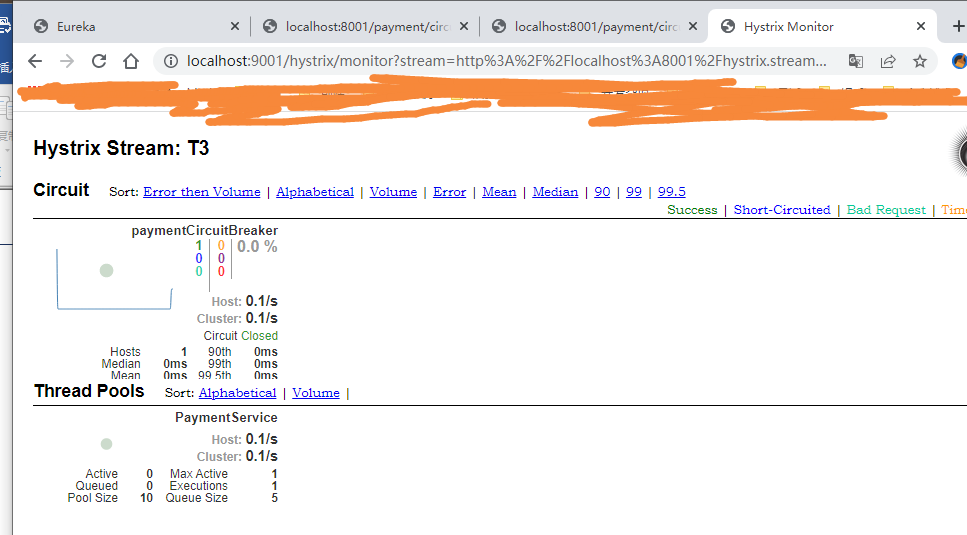 Eureka
localhost:8001/payment/circ
localhost:8001/payment/circu
Hystrix Monitor
localhost:9001/hystrix/monitor?stream=http%3A%2F%2Flocalhost%3A8001%2Fhystrix.stream...
Hystrix Stream: T3
Circuit Sort: Error then Volume | Alphabetical | Volume | Error | Mean | Median | 90 | 99 | 99.5
Success | Short-Circuited | Bad Request | Time
paymentCircuitBreaker
1 0 0.0 %
0 0
0 0
Host: 0.1/s
Cluster: 0.1/s
Circuit Closed
Hosts 1 90th 0ms
Median 0ms 99th 0ms
Mean 0ms 99.5th 0ms
Thread Pools Sort: Alphabetical | Volume |
PaymentService
Host: 0.1/s
Cluster: 0.1/s
Active 0 Max Active 1
Queued 0 Executions 1
Pool Size 10 Queue Size 5